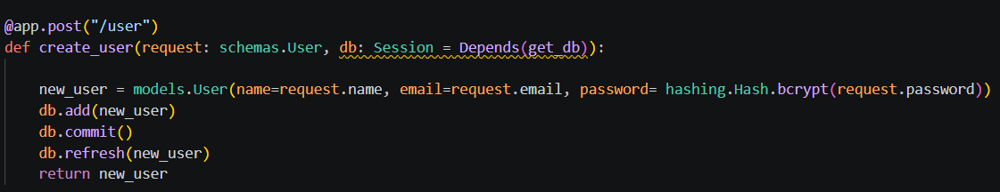 @app.post("/user")
def create_user(request: schemas.User, db: Session = Depends(get_db)):
new_user = models.User(name=request.name, email=request.email, password= hashing.Hash.bcrypt(request.password))
db.add(new_user)
db.commit()
db.refresh(new_user)
return new_user